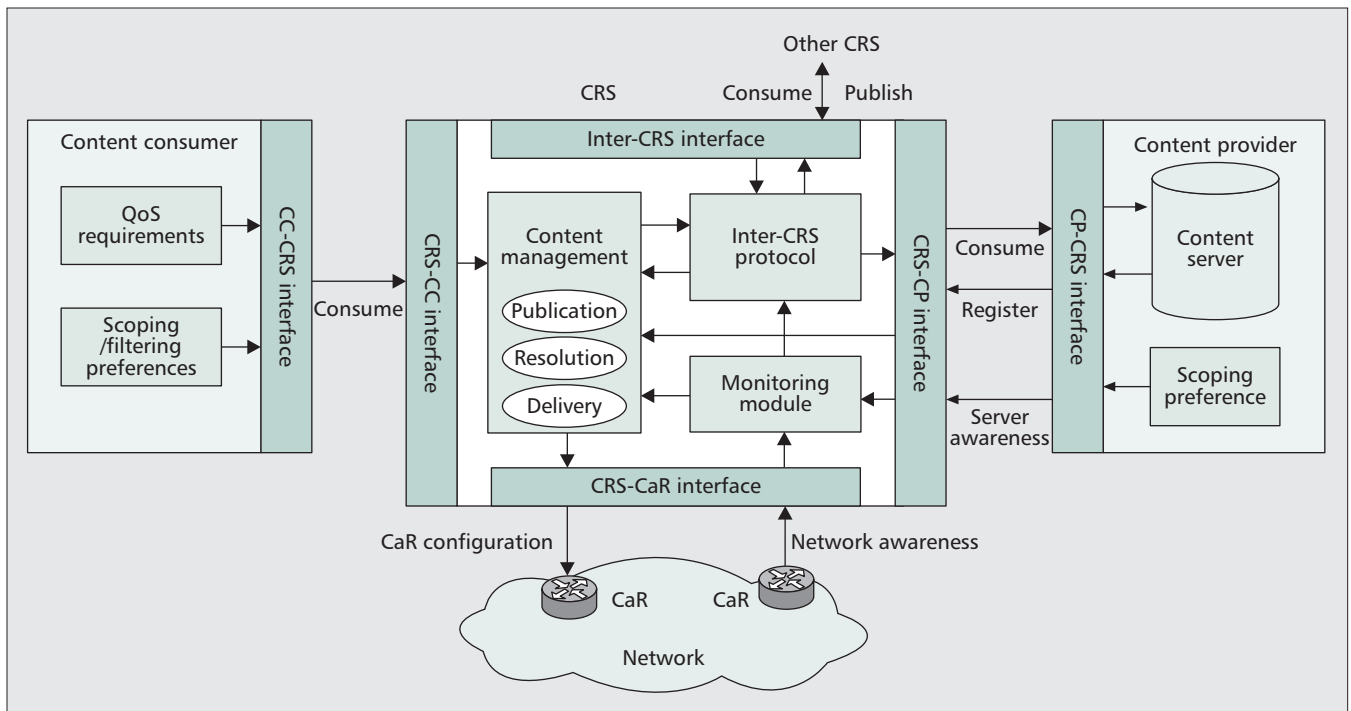 Other CRS
CRS
Consume
Publish
Content consumer
QoS
requirements
Scoping
/filtering
preferences
CC-CRS interface
Consume
CRS-CC interface
Inter-CRS interface
Content
management
Publication
Resolution
Delivery
Inter-CRS
protocol
Monitoring
module
CRS-CaR interface
CRS-CP interface
Consume
Register
Server
awareness
CP-CRS interface
Content provider
Content
server
Scoping
preference
CaR configuration
Network awareness
CaR
CaR
Network